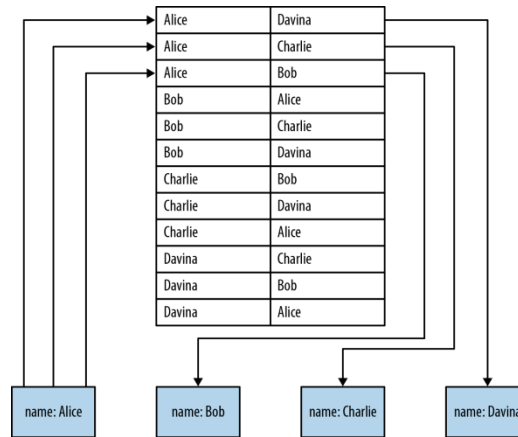 Alice Davina
Alice Charlie
Alice Bob
Bob Alice
Bob Charlie
Bob Davina
Charlie Bob
Charlie Davina
Charlie Alice
Davina Charlie
Davina Bob
Davina Alice
name: Alice name: Bob name: Charlie name: Davina